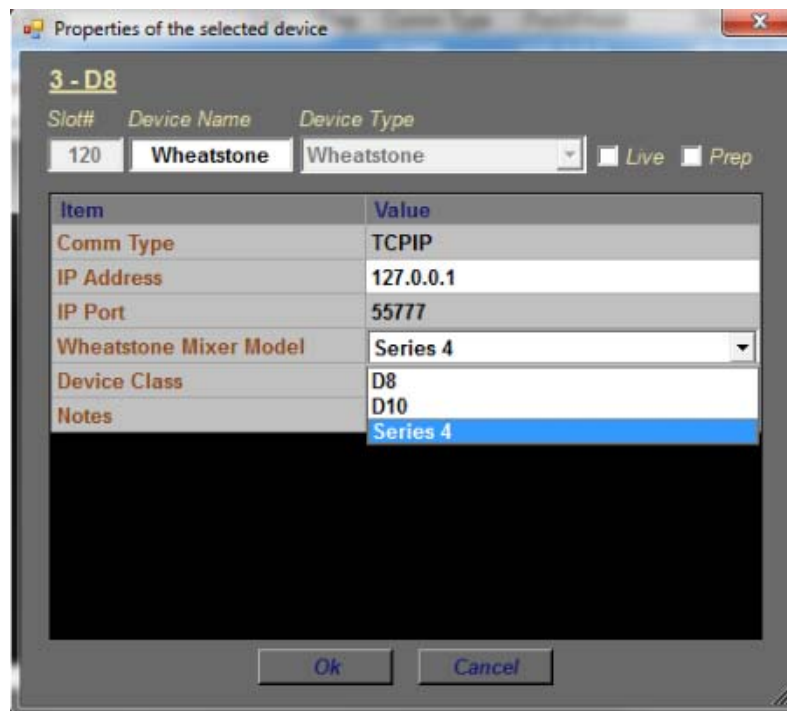 Properties of the selected device
3 - D8
Slot# Device Name Device Type
120 Wheatstone Wheatstone Live Prep
Item Value
Comm Type TCPIP
IP Address 127.0.0.1
IP Port 55777
Wheatstone Mixer Model Series 4
Device Class D8
D10
Notes
Series 4
Ok Cancel